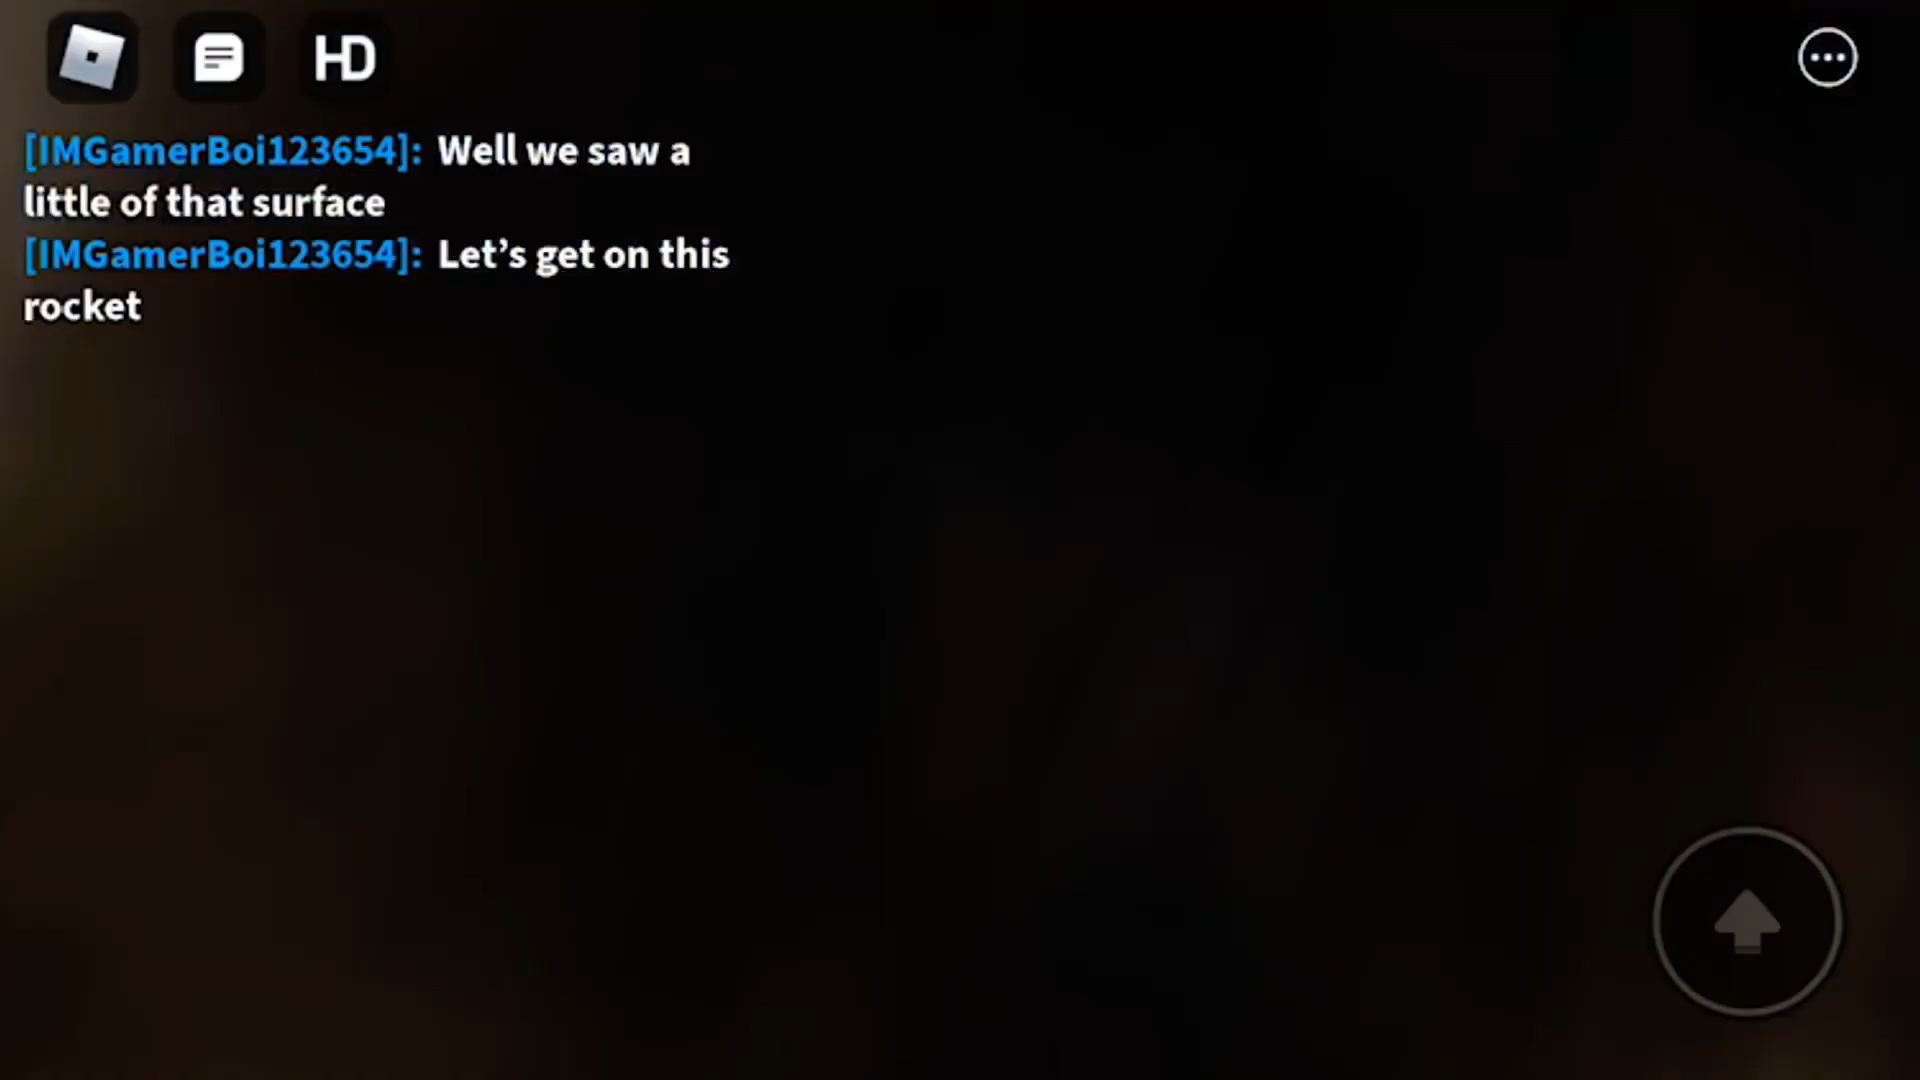 HD
[IMGamerBoi123654]: Well we saw a
little of that surface
[IMGamerBoi123654]: Let’s get on this
rocket